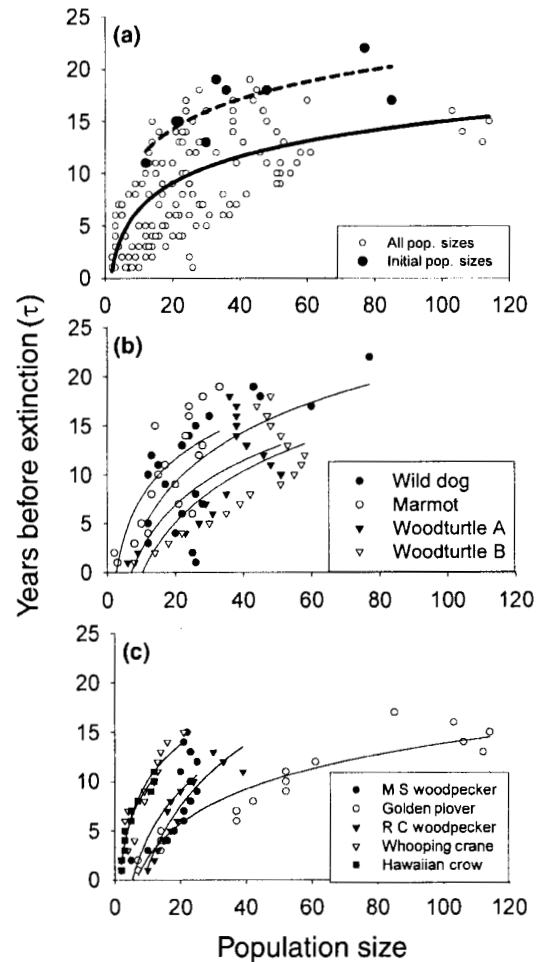 (a)
25
20
15
10
5
0
0 20 40 60 80 100 120
All pop. sizes
Initial pop. sizes
Years before extinction (τ)
(b)
25
20
15
10
5
0
0 20 40 60 80 100 120
Wild dog
Marmot
Woodturtle A
Woodturtle B
(c)
25
20
15
10
5
0
0 20 40 60 80 100 120
M S woodpecker
Golden plover
R C woodpecker
Whooping crane
Hawaiian crow
Population size